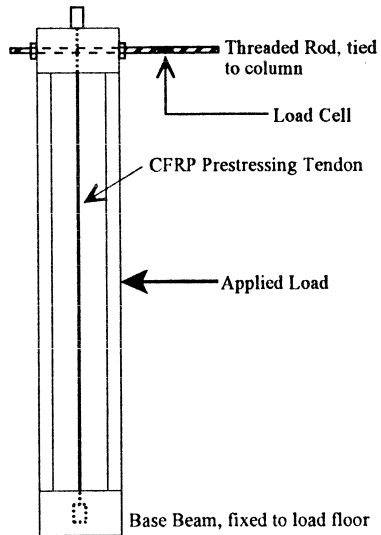 Threaded Rod, tied
to column
Load Cell
CFRP Prestressing Tendon
Applied Load
Base Beam, fixed to load floor